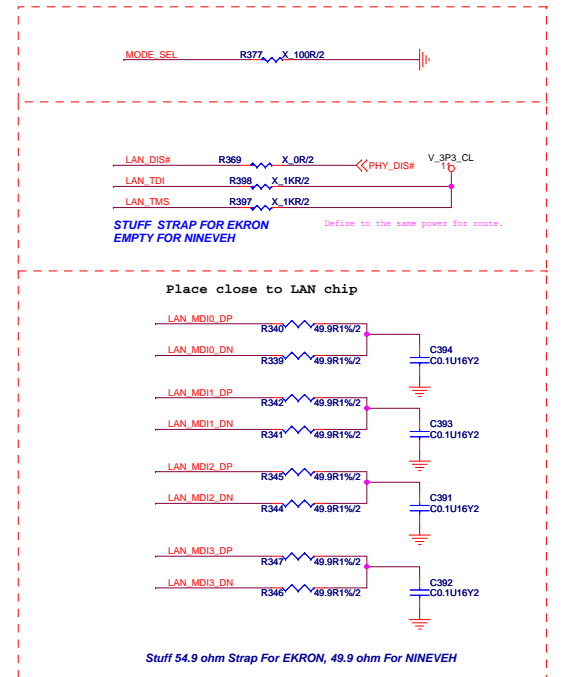 MODE_SEL R377 X_100R/2
LAN_DIS# R369 X_0R/2 PHY_DIS# V_3P3_CL
11
LAN_TDI R398 X_1KR/2
LAN_TMS R397 X_1KR/2
STUFF STRAP FOR EKRON
EMPTY FOR NINEVEH
Define to the same power for route.
Place close to LAN chip
LAN_MDI0_DP
R340 49.9R1%/2
LAN_MDI0_DN
R339 49.9R1%/2
C394
C0.1U16Y2
LAN_MDI1_DP
R342 49.9R1%/2
LAN_MDI1_DN
R341 49.9R1%/2
C393
C0.1U16Y2
LAN_MDI2_DP
R345 49.9R1%/2
LAN_MDI2_DN
R344 49.9R1%/2
C391
C0.1U16Y2
LAN_MDI3_DP
R347 49.9R1%/2
LAN_MDI3_DN
R346 49.9R1%/2
C392
C0.1U16Y2
Stuff 54.9 ohm Strap For EKRON, 49.9 ohm For NINEVEH